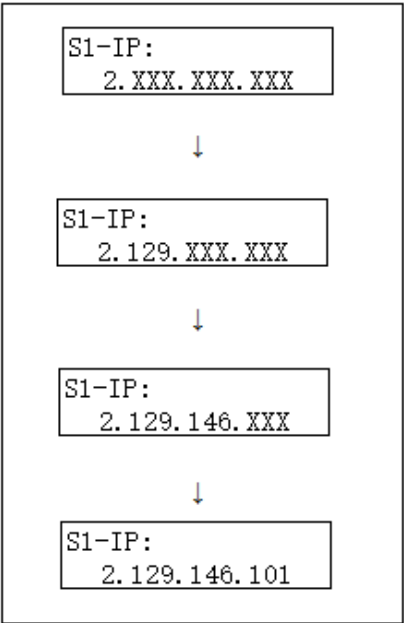 S1-IP:
2.XXX.XXX.XXX
↓
S1-IP:
2.129.XXX.XXX
↓
S1-IP:
2.129.146.XXX
↓
S1-IP:
2.129.146.101